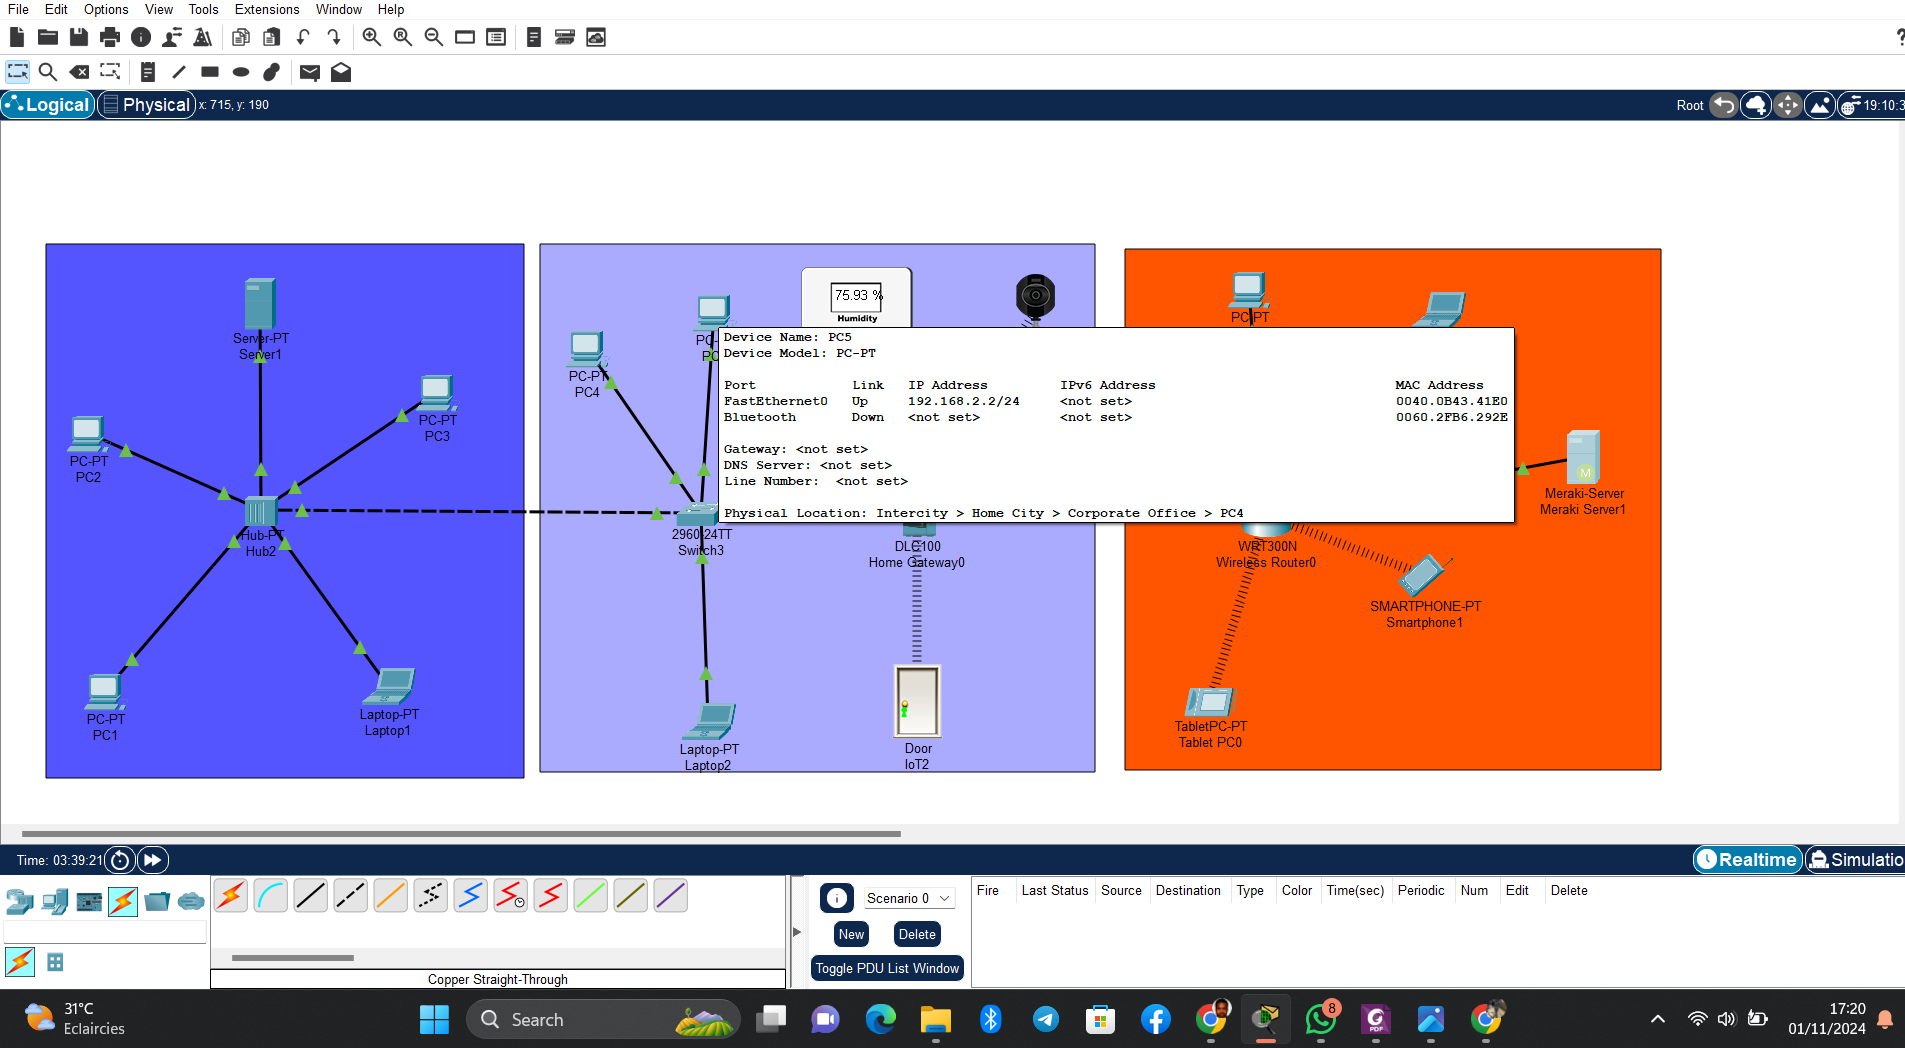 File Edit Options View Tools Extensions Window Help
?
Logical Physical x: 715, y: 190 Root 19:10:3
75.93 %
Humidity
Server-PT
Server1
PC-PT
PC3
PC-PT
PC2
Hub-PT
Hub2
PC-PT
PC1
Laptop-PT
Laptop1
PC-PT
PC4
PC-
PC
2960-24TT
Switch3
Laptop-PT
Laptop2
DLC100
Home Gateway0
Door
IoT2
Device Name: PC5
Device Model: PC-PT
Port Link IP Address IPv6 Address MAC Address
FastEthernet0 Up 192.168.2.2/24 <not set> 0040.0B43.41E0
Bluetooth Down <not set> <not set> 0060.2FB6.292E
Gateway: <not set>
DNS Server: <not set>
Line Number: <not set>
Physical Location: Intercity > Home City > Corporate Office > PC4
PC-PT
M
Meraki-Server
Meraki Server1
WRT300N
Wireless Router0
SMARTPHONE-PT
Smartphone1
TabletPC-PT
Tablet PC0
Time: 03:39:21 Realtime Simulatio
Copper Straight-Through
Scenario 0
New Delete
Toggle PDU List Window
Fire Last Status Source Destination Type Color Time(sec) Periodic Num Edit Delete
31°C
Eclaircies
Search
8
PDF
17:20
01/11/2024